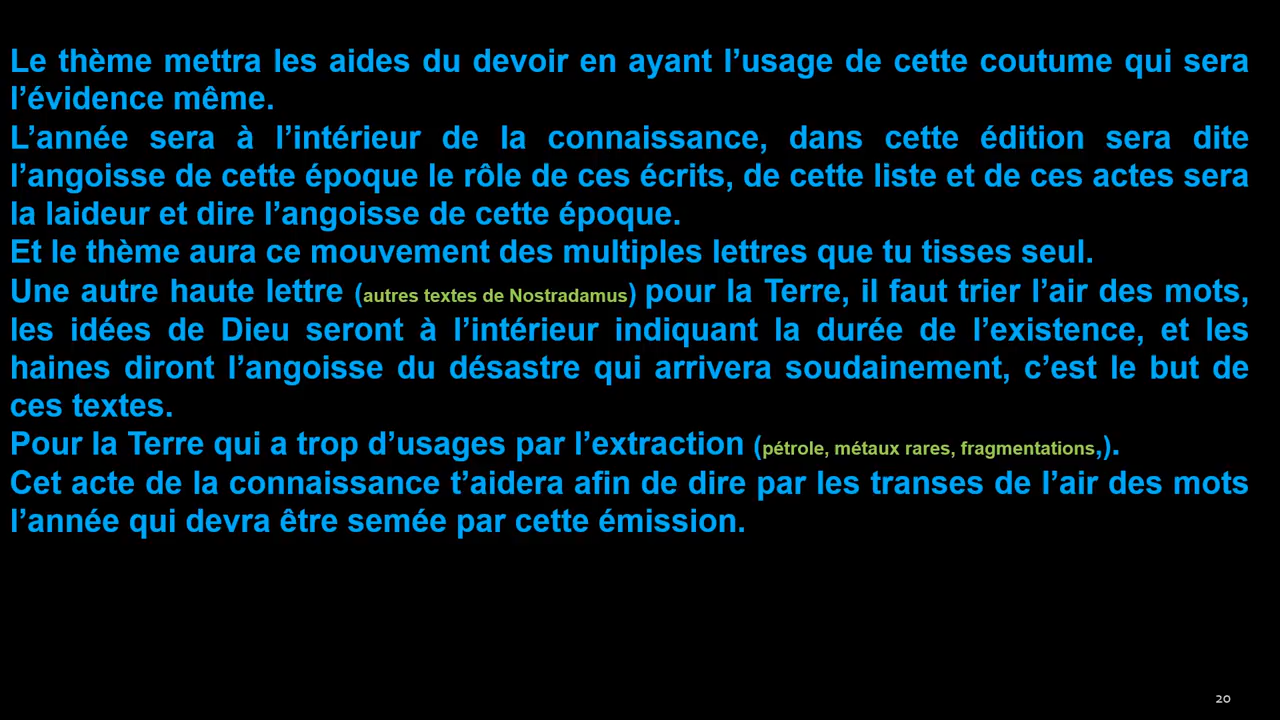 Le thème mettra les aides du devoir en ayant l’usage de cette coutume qui sera
l’évidence même.
L’année sera à l’intérieur de la connaissance, dans cette édition sera dite
l’angoisse de cette époque le rôle de ces écrits, de cette liste et de ces actes sera
la laideur et dire l’angoisse de cette époque.
Et le thème aura ce mouvement des multiples lettres que tu tisses seul.
Une autre haute lettre (autres textes de Nostradamus) pour la Terre, il faut trier l’air des mots,
les idées de Dieu seront à l’intérieur indiquant la durée de l’existence, et les
haines diront l’angoisse du désastre qui arrivera soudainement, c’est le but de
ces textes.
Pour la Terre qui a trop d’usages par l’extraction (pétrole, métaux rares, fragmentations,).
Cet acte de la connaissance t’aidera afin de dire par les transes de l’air des mots
l’année qui devra être semée par cette émission.
20